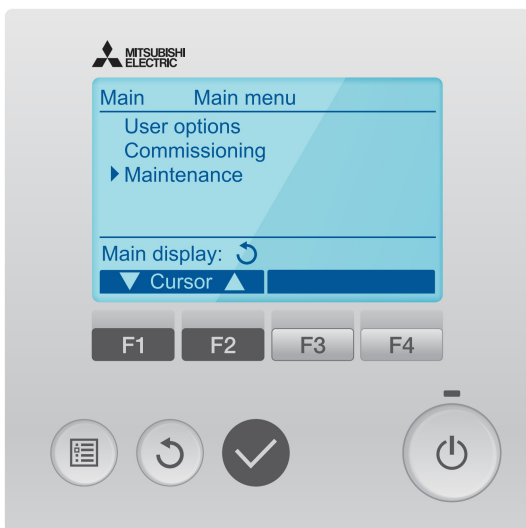 MITSUBISHI
ELECTRIC
Main Main menu
User options
Commissioning
Maintenance
Main display:
Cursor
F1 F2 F3 F4